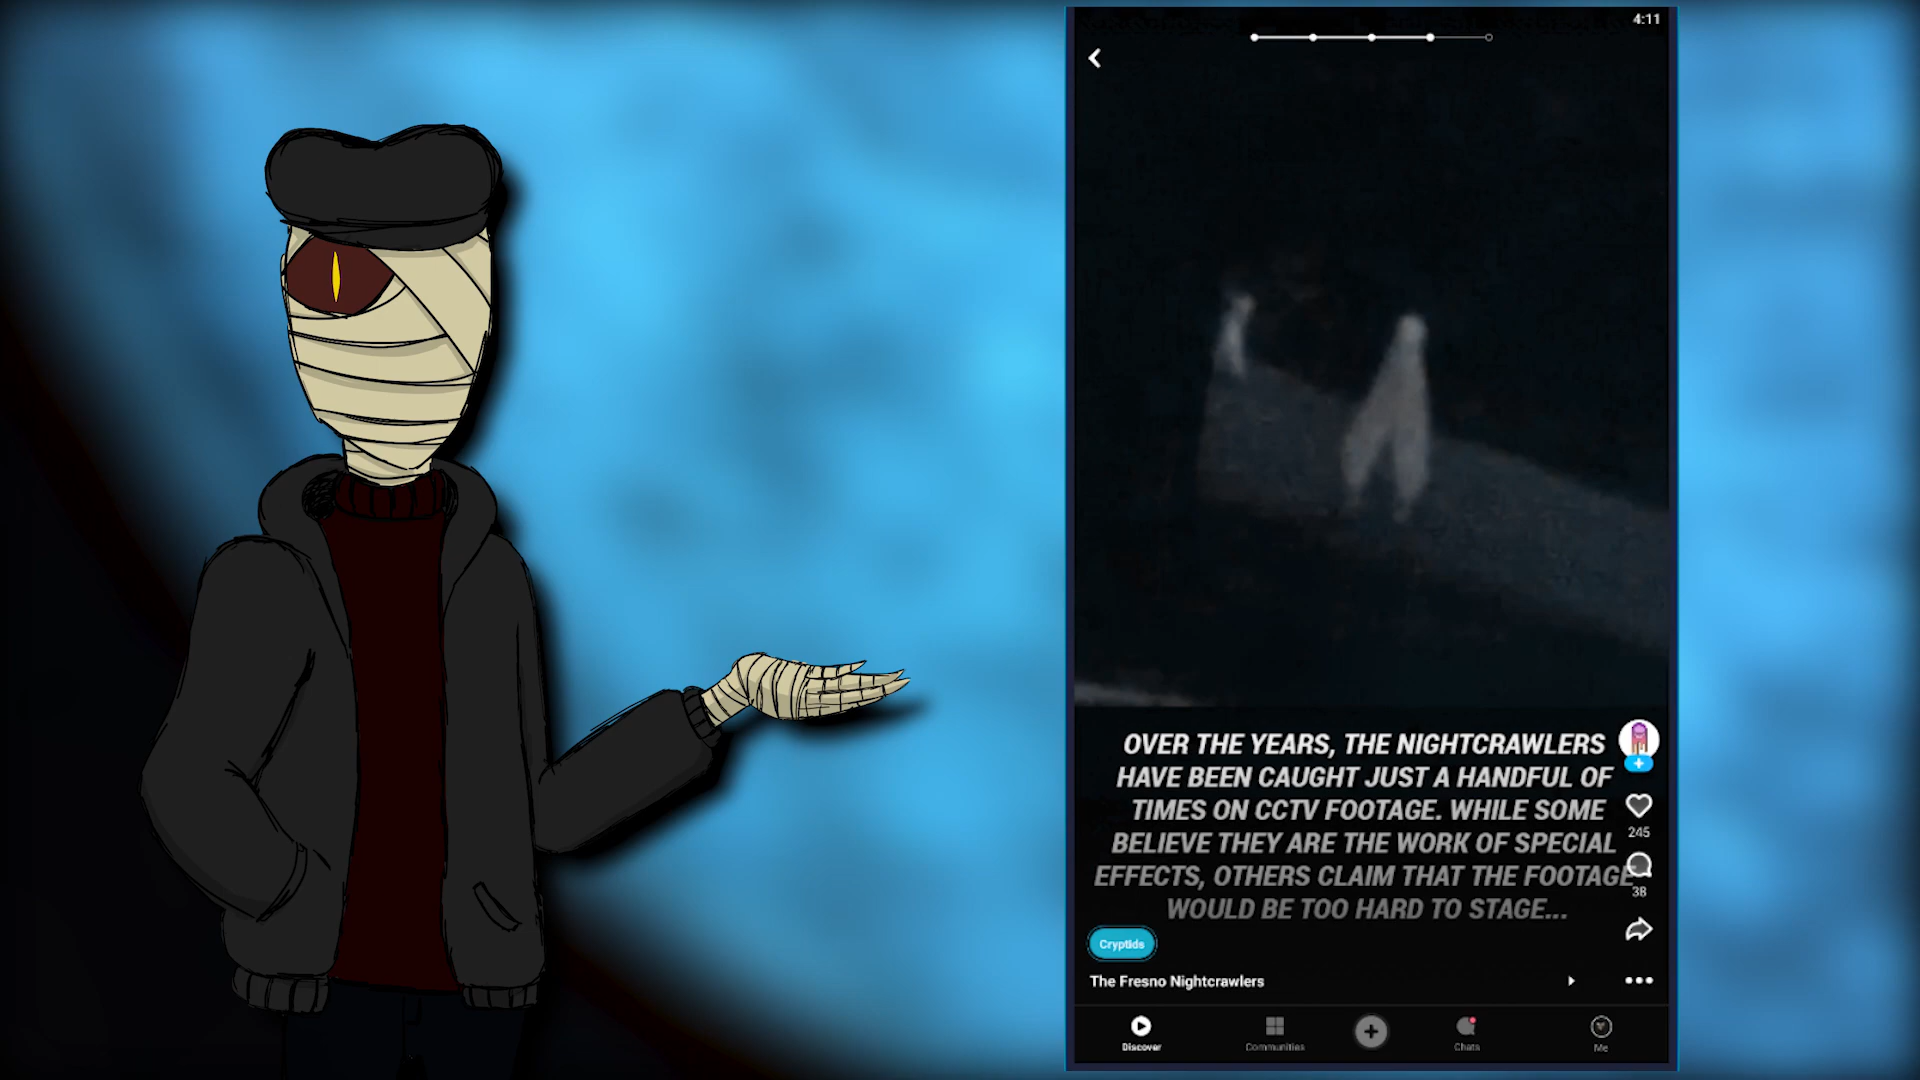 4:11
OVER THE YEARS, THE NIGHTCRAWLERS
HAVE BEEN CAUGHT JUST A HANDFUL OF
TIMES ON CCTV FOOTAGE. WHILE SOME
BELIEVE THEY ARE THE WORK OF SPECIAL
EFFECTS, OTHERS CLAIM THAT THE FOOTAGE
WOULD BE TOO HARD TO STAGE...
245
38
Cryptids
The Fresno Nightcrawlers
Discover
Communities
Chats
Me